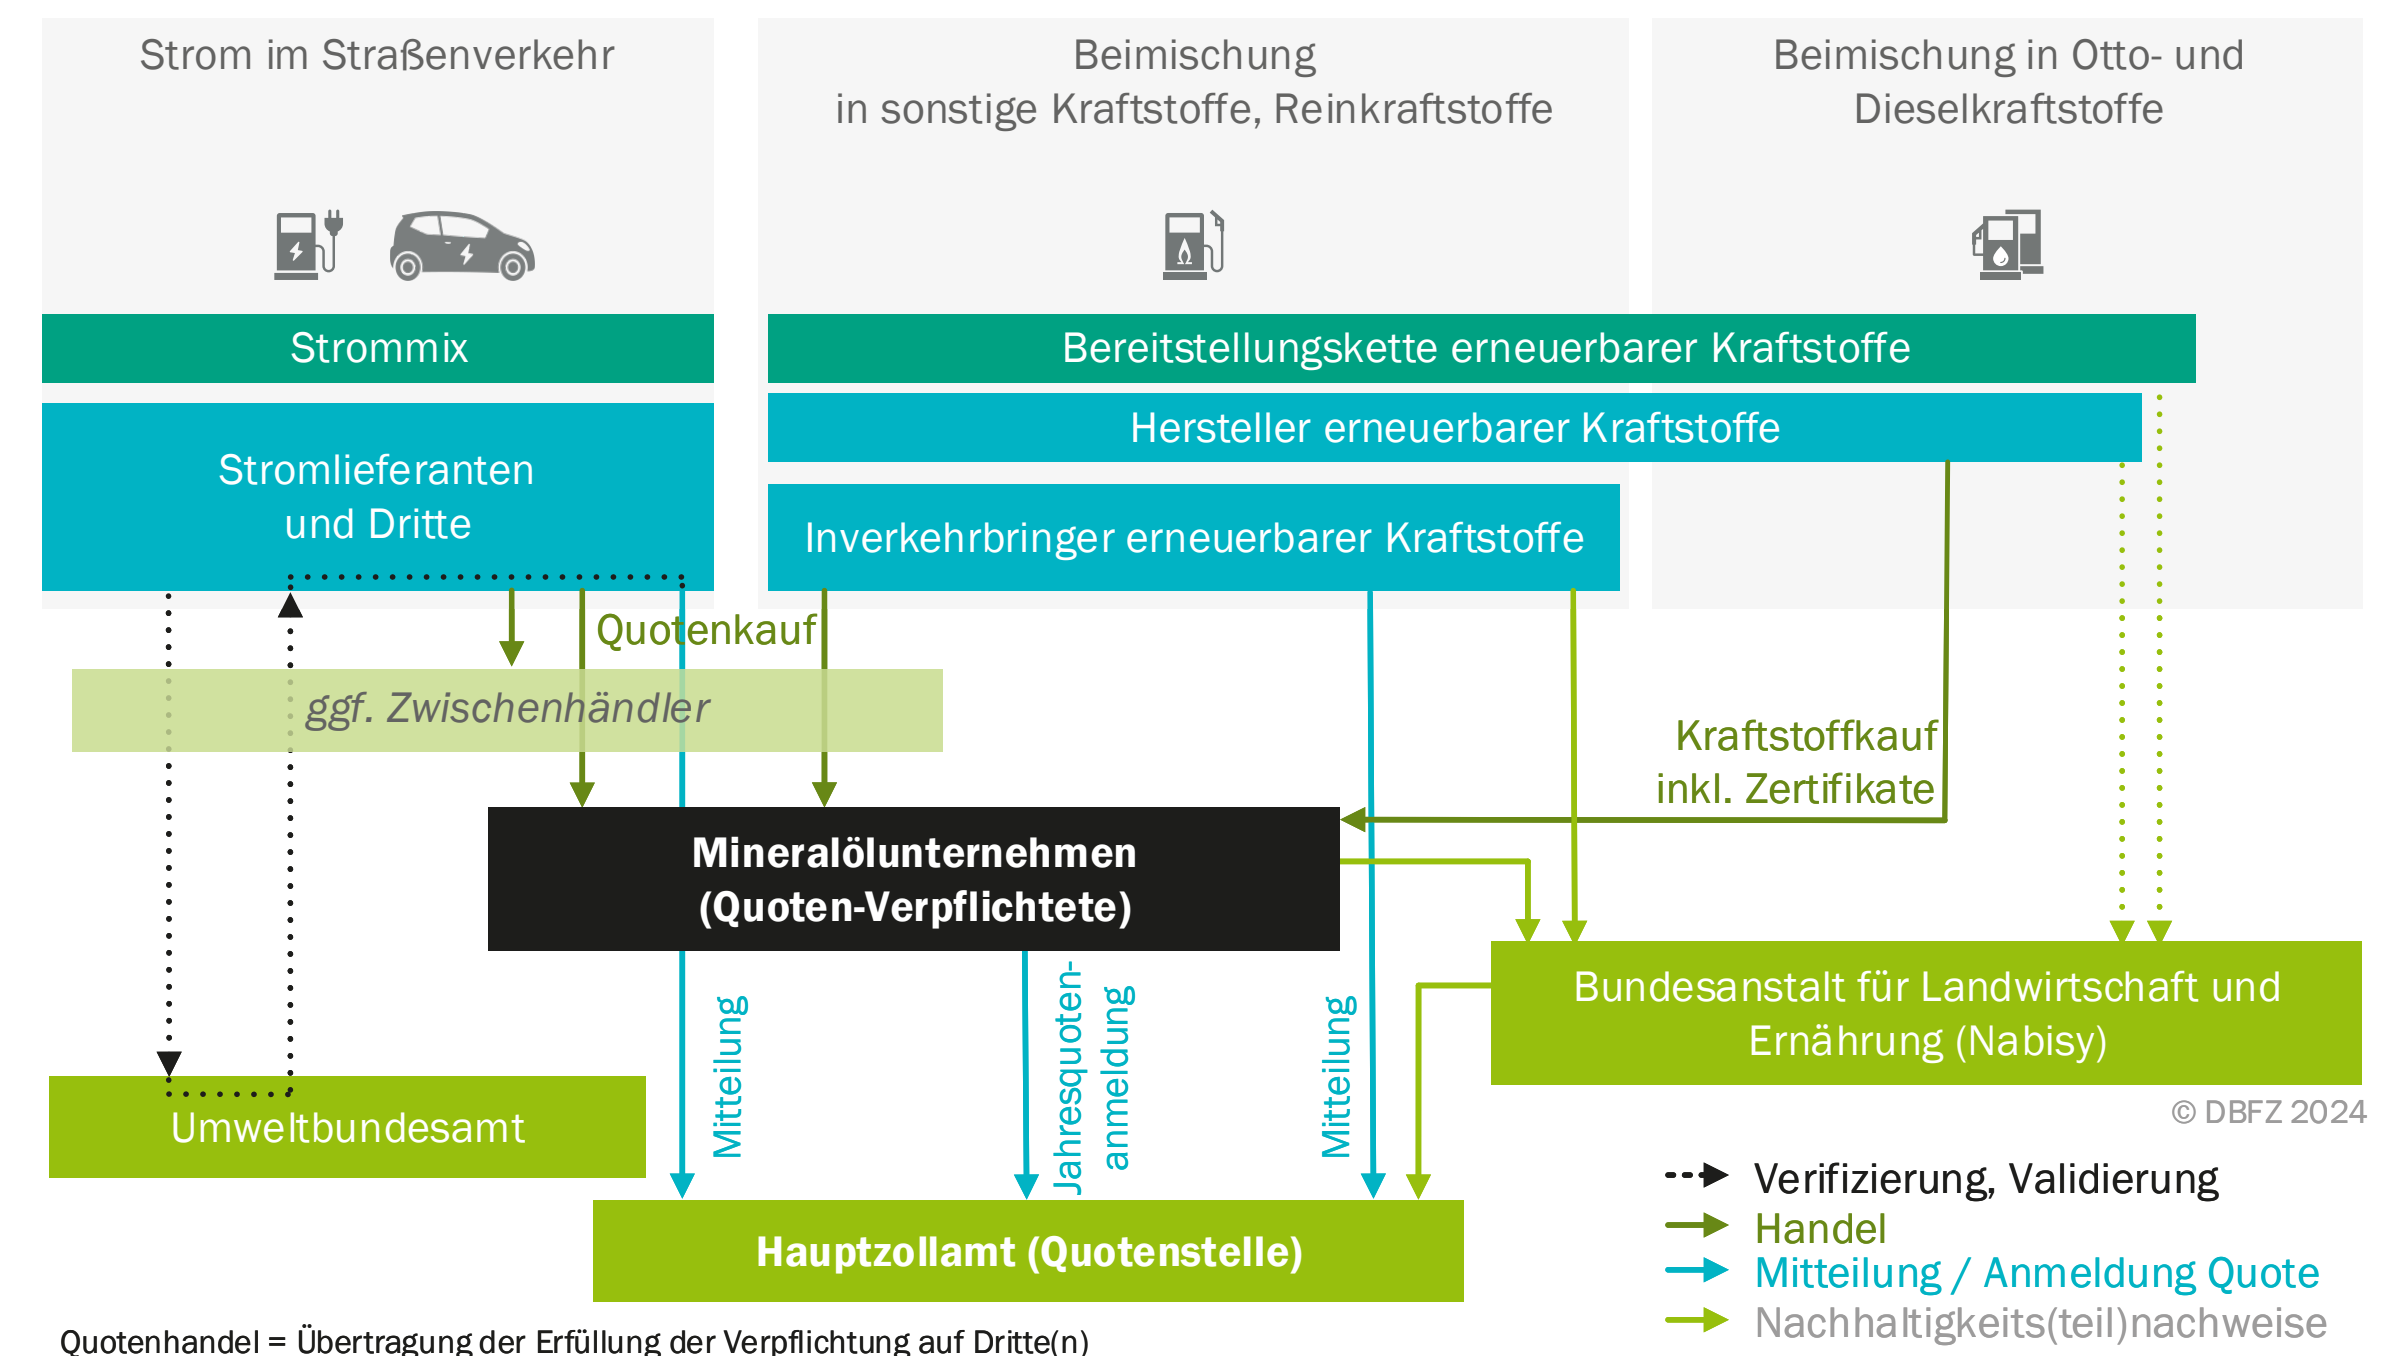 Strom im Straßenverkehr
Beimischung
in sonstige Kraftstoffe, Reinkraftstoffe
Beimischung in Otto- und
Dieselkraftstoffe
Strommix
Bereitstellungskette erneuerbarer Kraftstoffe
Hersteller erneuerbarer Kraftstoffe
Stromlieferanten
und Dritte
Inverkehrbringer erneuerbarer Kraftstoffe
Quotenkauf
ggf. Zwischenhändler
Kraftstoffkauf
inkl. Zertifikate
Mineralölunternehmen
(Quoten-Verpflichtete)
Mitteilung
Jahresquoten-
anmeldung
Mitteilung
Bundesanstalt für Landwirtschaft und
Ernährung (Nabisy)
Umweltbundesamt
© DBFZ 2024
Hauptzollamt (Quotenstelle)
Verifizierung, Validierung
Handel
Mitteilung / Anmeldung Quote
Nachhaltigkeits(teil)nachweise
Quotenhandel = Übertragung der Erfüllung der Verpflichtung auf Dritte(n)